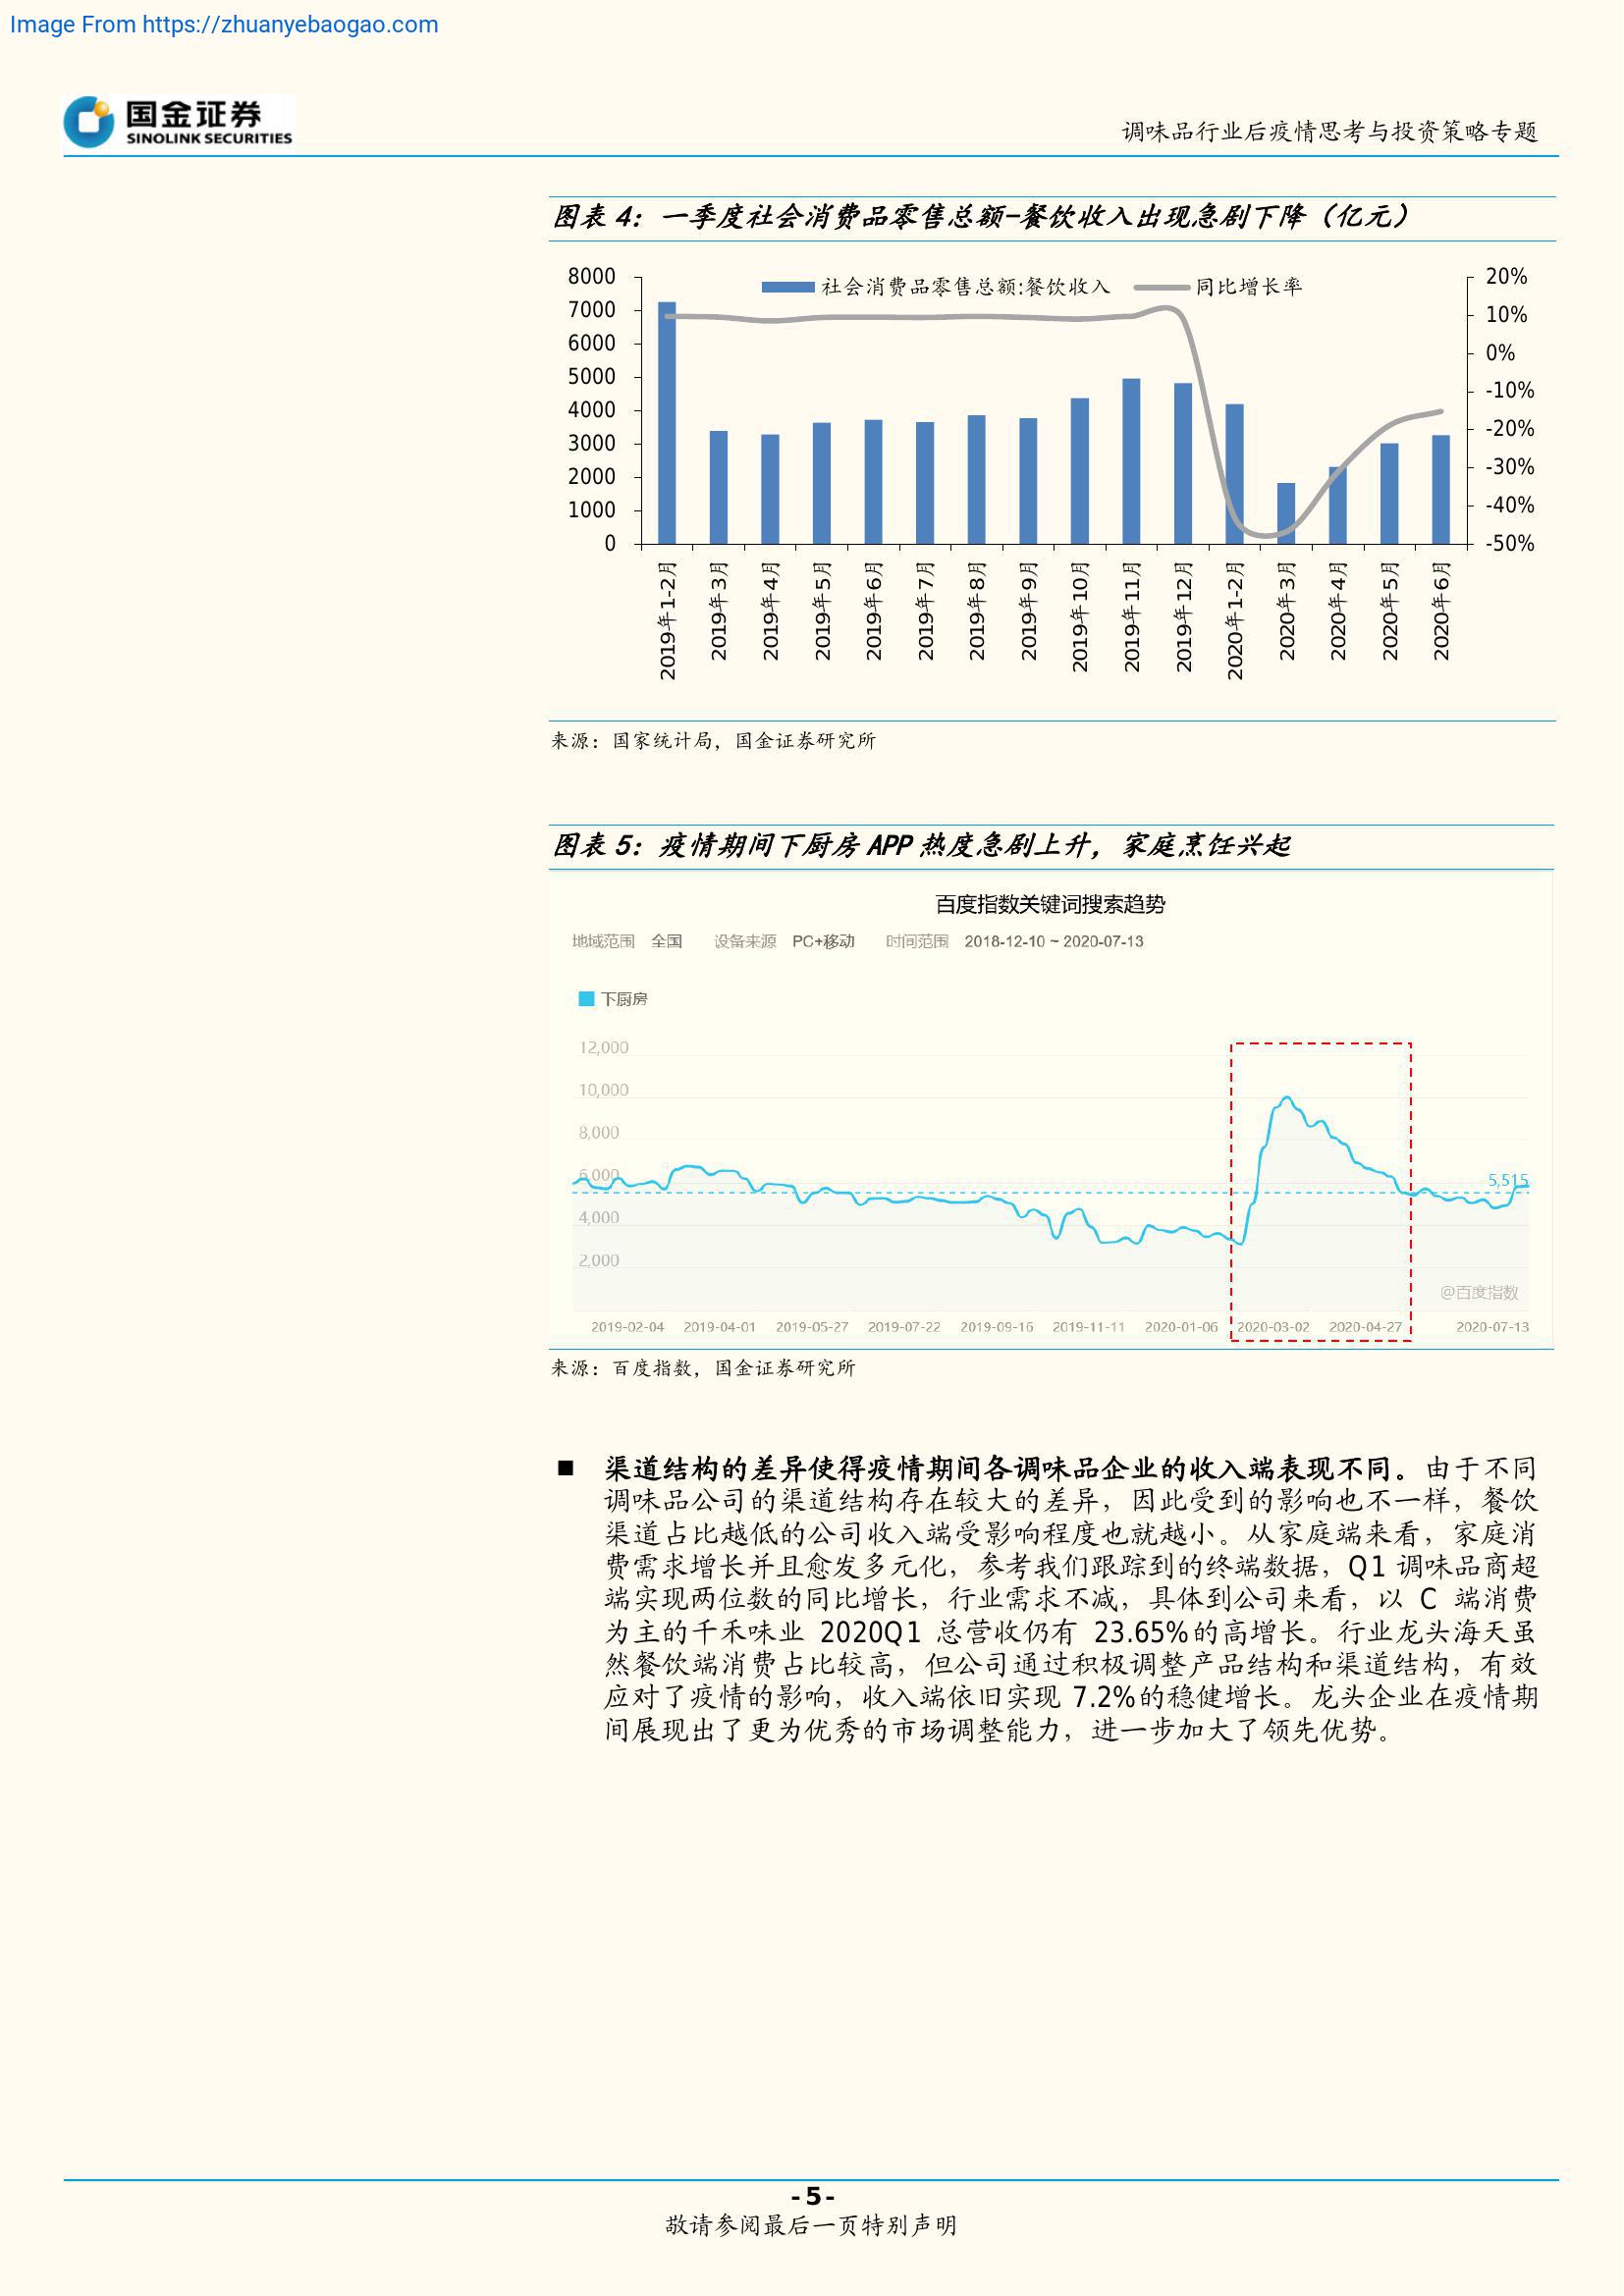 Image From https://zhuanyebaogao.com
国金证券
SINOLINK SECURITIES
调味品行业后疫情思考与投资策略专题
图表 4：一季度社会消费品零售总额-餐饮收入出现急剧下降（亿元）
社会消费品零售总额:餐饮收入 同比增长率
8000
7000
6000
5000
4000
3000
2000
1000
0
20%
10%
0%
-10%
-20%
-30%
-40%
-50%
2019年1-2月
2019年3月
2019年4月
2019年5月
2019年6月
2019年7月
2019年8月
2019年9月
2019年10月
2019年11月
2019年12月
2020年1-2月
2020年3月
2020年4月
2020年5月
2020年6月
来源：国家统计局，国金证券研究所
图表 5：疫情期间下厨房 APP 热度急剧上升，家庭烹饪兴起
百度指数关键词搜索趋势
地域范围 全国 设备来源 PC+移动 时间范围 2018-12-10 ~ 2020-07-13
下厨房
12,000
10,000
8,000
6,000
4,000
2,000
5,515
@百度指数
2019-02-04 2019-04-01 2019-05-27 2019-07-22 2019-09-16 2019-11-11 2020-01-06 2020-03-02 2020-04-27 2020-07-13
来源：百度指数，国金证券研究所
■ 渠道结构的差异使得疫情期间各调味品企业的收入端表现不同。由于不同
调味品公司的渠道结构存在较大的差异，因此受到的影响也不一样，餐饮
渠道占比越低的公司收入端受影响程度也就越小。从家庭端来看，家庭消
费需求增长并且愈发多元化，参考我们跟踪到的终端数据，Q1 调味品商超
端实现两位数的同比增长，行业需求不减，具体到公司来看，以 C 端消费
为主的千禾味业 2020Q1 总营收仍有 23.65%的高增长。行业龙头海天虽
然餐饮端消费占比较高，但公司通过积极调整产品结构和渠道结构，有效
应对了疫情的影响，收入端依旧实现 7.2%的稳健增长。龙头企业在疫情期
间展现出了更为优秀的市场调整能力，进一步加大了领先优势。
- 5 -
敬请参阅最后一页特别声明